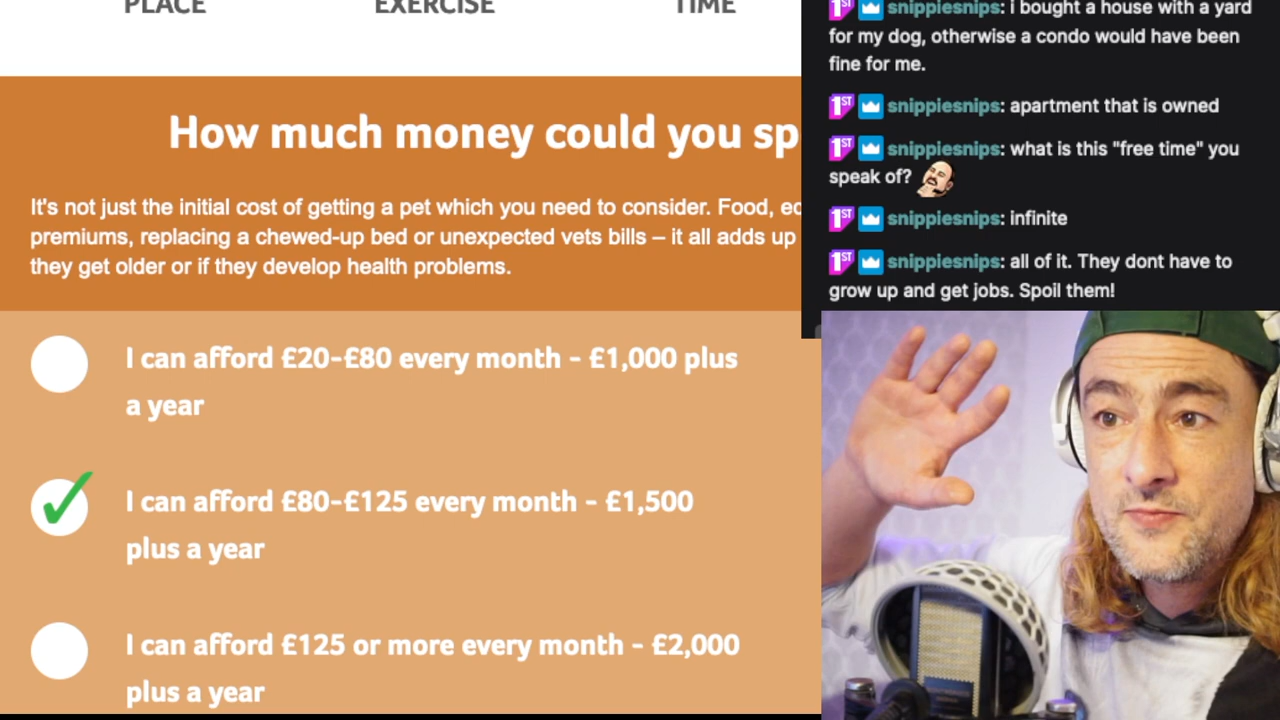 PLACE EXERCISE TIME
How much money could you sp
It's not just the initial cost of getting a pet which you need to consider. Food, ec
premiums, replacing a chewed-up bed or unexpected vets bills – it all adds up
they get older or if they develop health problems.
I can afford £20-£80 every month - £1,000 plus
a year
I can afford £80-£125 every month - £1,500
plus a year
I can afford £125 or more every month - £2,000
plus a year
1ST snippiesnips: i bought a house with a yard
for my dog, otherwise a condo would have been
fine for me.
1ST snippiesnips: apartment that is owned
1ST snippiesnips: what is this "free time" you
speak of?
1ST snippiesnips: infinite
1ST snippiesnips: all of it. They dont have to
grow up and get jobs. Spoil them!